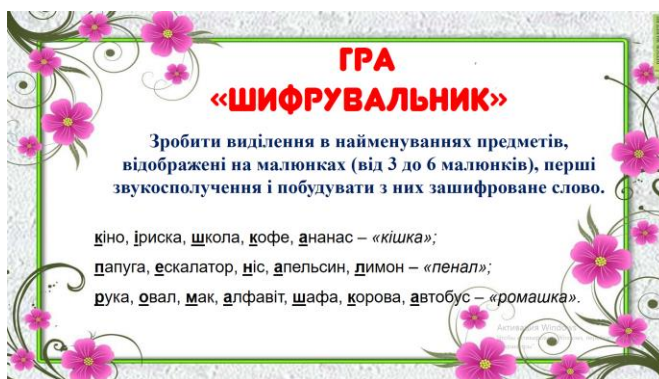 ГРА
«ШИФРУВАЛЬНИК»
Зробити виділення в найменуваннях предметів,
відображені на малюнках (від 3 до 6 малюнків), перші
звукосполучення і побудувати з них зашифроване слово.
кіно, іриска, школа, кофе, ананас – «кішка»;
папуга, ескалатор, ніс, апельсин, лимон – «пенал»;
рука, овал, мак, алфавіт, шафа, корова, автобус – «ромашка».
Активация Windows